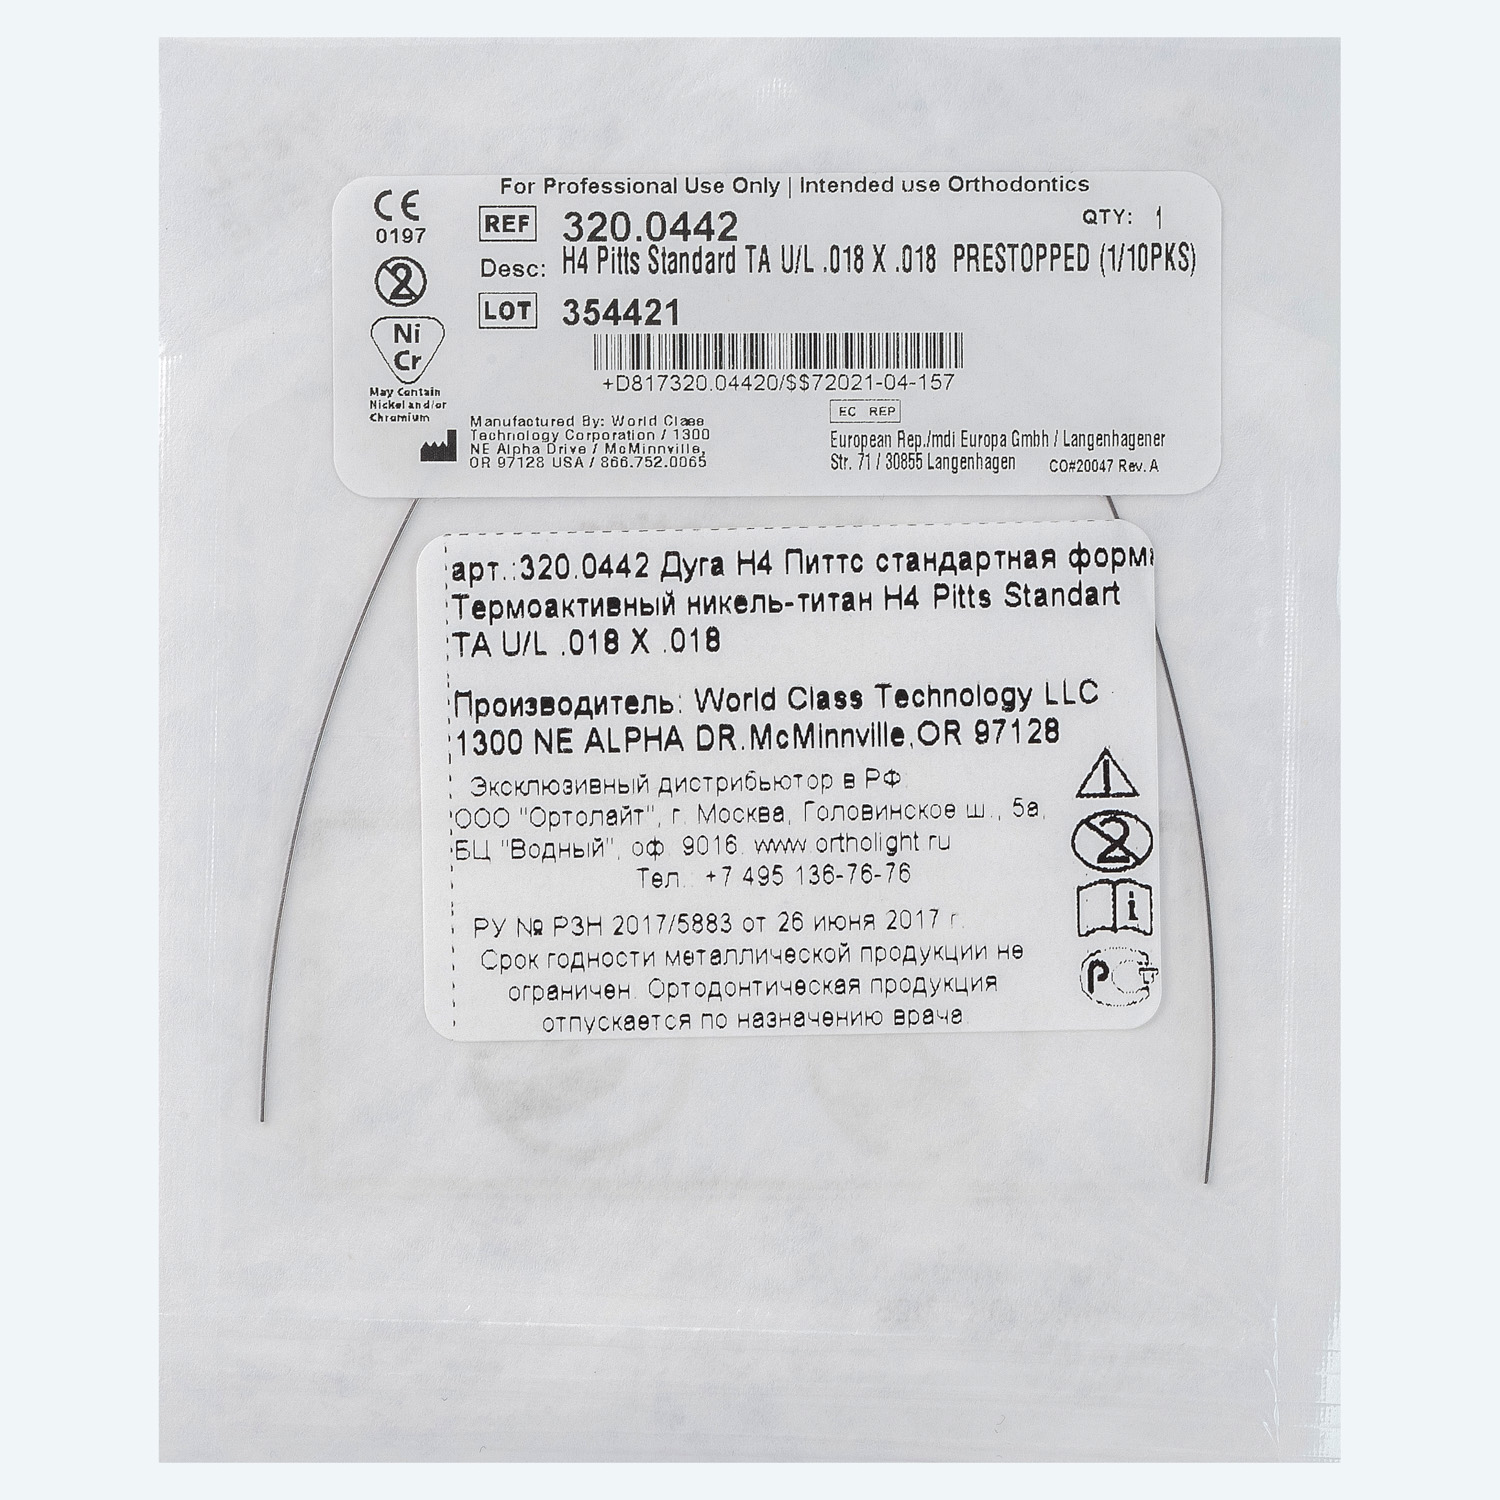 For Professional Use Only | Intended use Orthodontics
CE
0197
REF 320.0442
QTY: 1
Desc: H4 Pitts Standard TA U/L .018 X .018 PRESTOPPED (1/10PKS)
2
LOT 354421
Ni
Cr
May Contain
Nickel and/or
Chromium
+D817320.04420/$$72021-04-157
Manufactured By: World Class
Technology Corporation / 1300
NE Alpha Drive / McMinnville,
OR 97128 USA / 866.752.0065
EC REP
European Rep./mdi Europa Gmbh / Langenhagener
Str. 71 / 30855 Langenhagen
CO#20047 Rev. A
арт.:320.0442 Дуга H4 Питтс стандартная форма
Термоактивный никель-титан H4 Pitts Standart
TA U/L .018 X .018
Производитель: World Class Technology LLC
1300 NE ALPHA DR.McMinnville,OR 97128
Эксклюзивный дистрибьютор в РФ
ООО "Ортолайт", г. Москва, Головинское ш., 5а,
БЦ "Водный", оф. 9016. www.ortholight.ru
Тел.: +7 495 136-76-76
2
i
РУ № РЗН 2017/5883 от 26 июня 2017 г.
Срок годности металлической продукции не
ограничен. Ортодонтическая продукция
отпускается по назначению врача.
РСТ